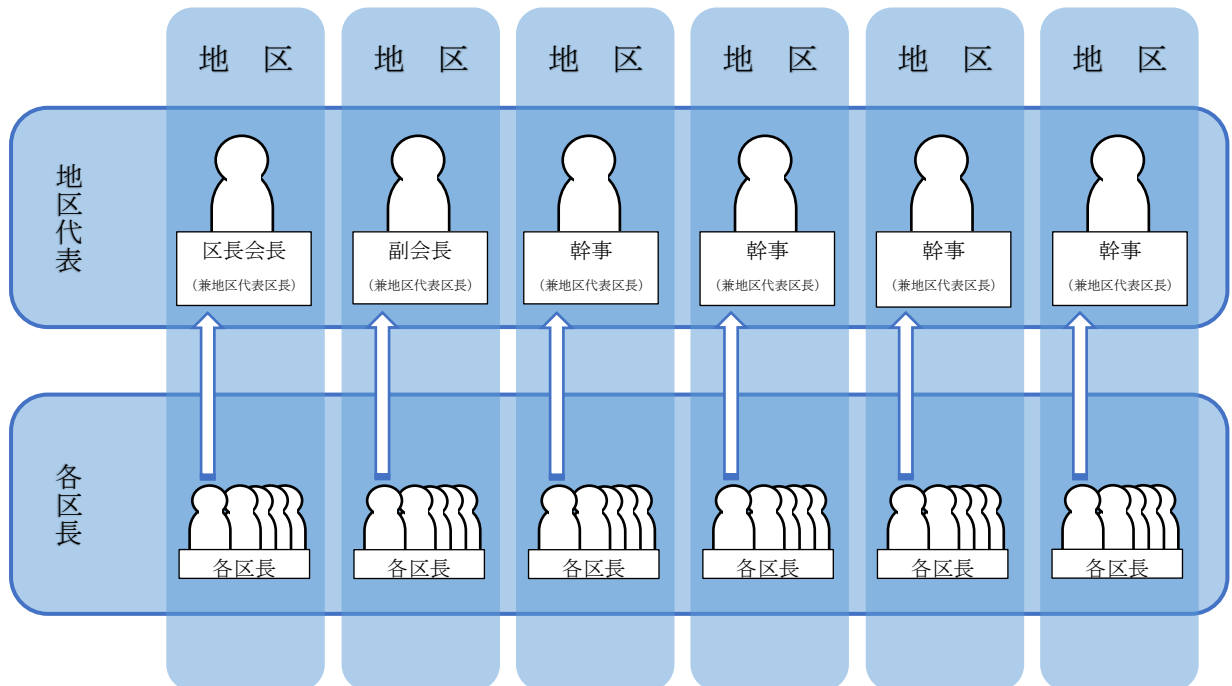 地 区
地 区
地 区
地 区
地 区
地 区
地区代表
区長会長
（兼地区代表区長）
副会長
（兼地区代表区長）
幹事
（兼地区代表区長）
幹事
（兼地区代表区長）
幹事
（兼地区代表区長）
幹事
（兼地区代表区長）
各区長
各区長
各区長
各区長
各区長
各区長
各区長